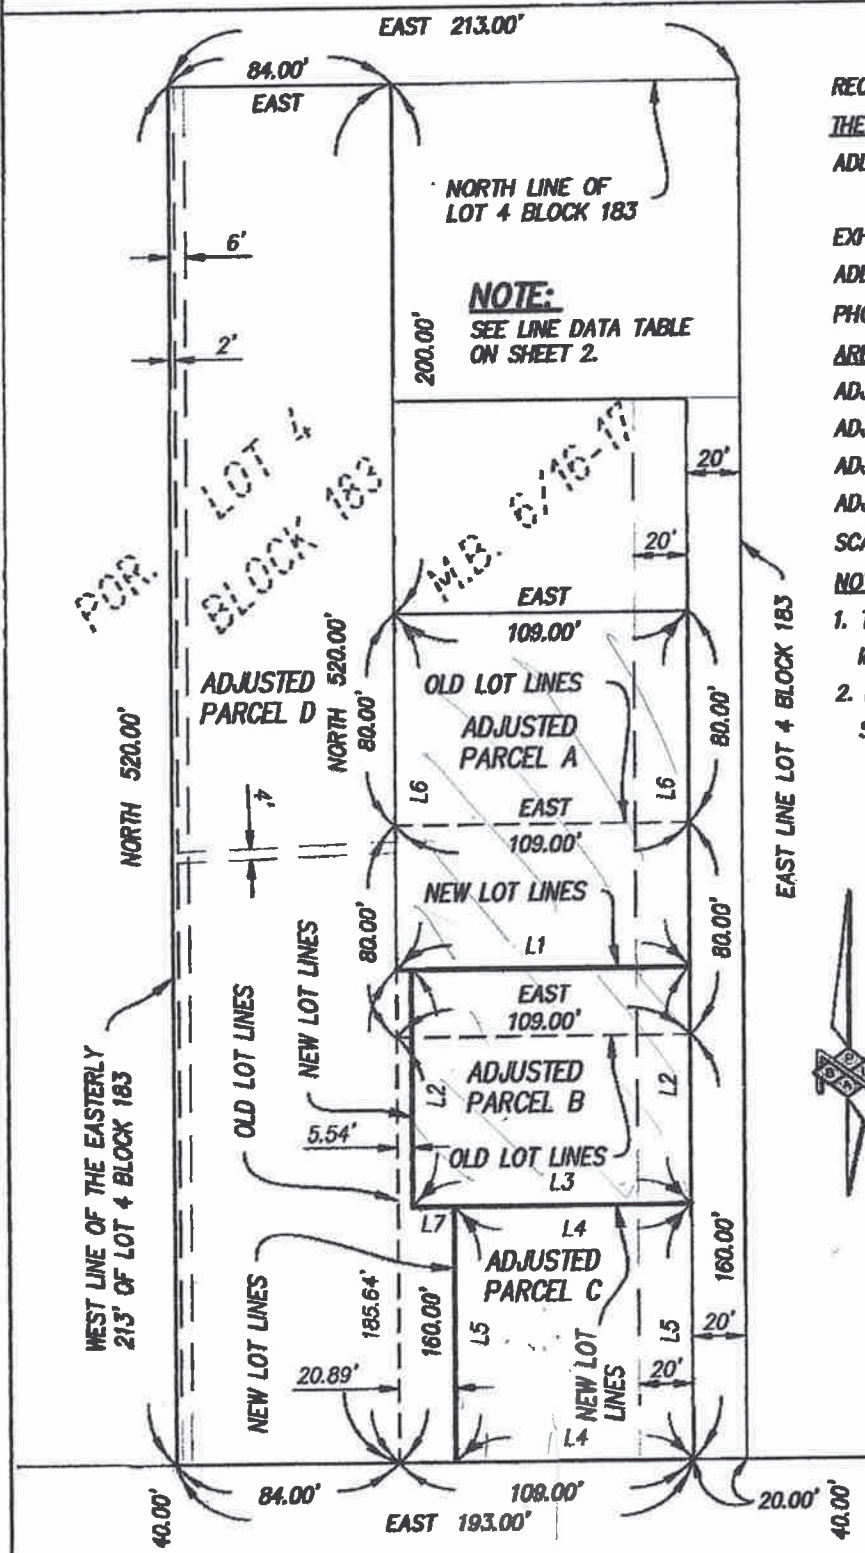 EAST 213.00'
84.00'
EAST
NORTH LINE OF
LOT 4 BLOCK 183
6'
NOTE:
SEE LINE DATA TABLE
ON SHEET 2.
2'
200.00'
POR. LOT 4
BLOCK 183
M.B. 6/16-17
20'
20'
EAST
109.00'
ADJUSTED
PARCEL D
NORTH 520.00'
NORTH 520.00'
80.00'
OLD LOT LINES
ADJUSTED
PARCEL A
80.00'
L6
L6
EAST LINE LOT 4 BLOCK 183
4'
EAST
109.00'
80.00'
NEW LOT LINES
80.00'
L1
NEW LOT LINES
OLD LOT LINES
EAST
109.00'
ADJUSTED
PARCEL B
L2
L2
5.54'
OLD LOT LINES
L3
WEST LINE OF THE EASTERLY
213' OF LOT 4 BLOCK 183
L7
L4
ADJUSTED
PARCEL C
NEW LOT LINES
185.64'
160.00'
160.00'
L5
L5
NEW LOT
LINES
20'
20'
20.89'
L4
40.00'
84.00'
109.00'
EAST 193.00'
20.00'
40.00'
THE
1.
2.